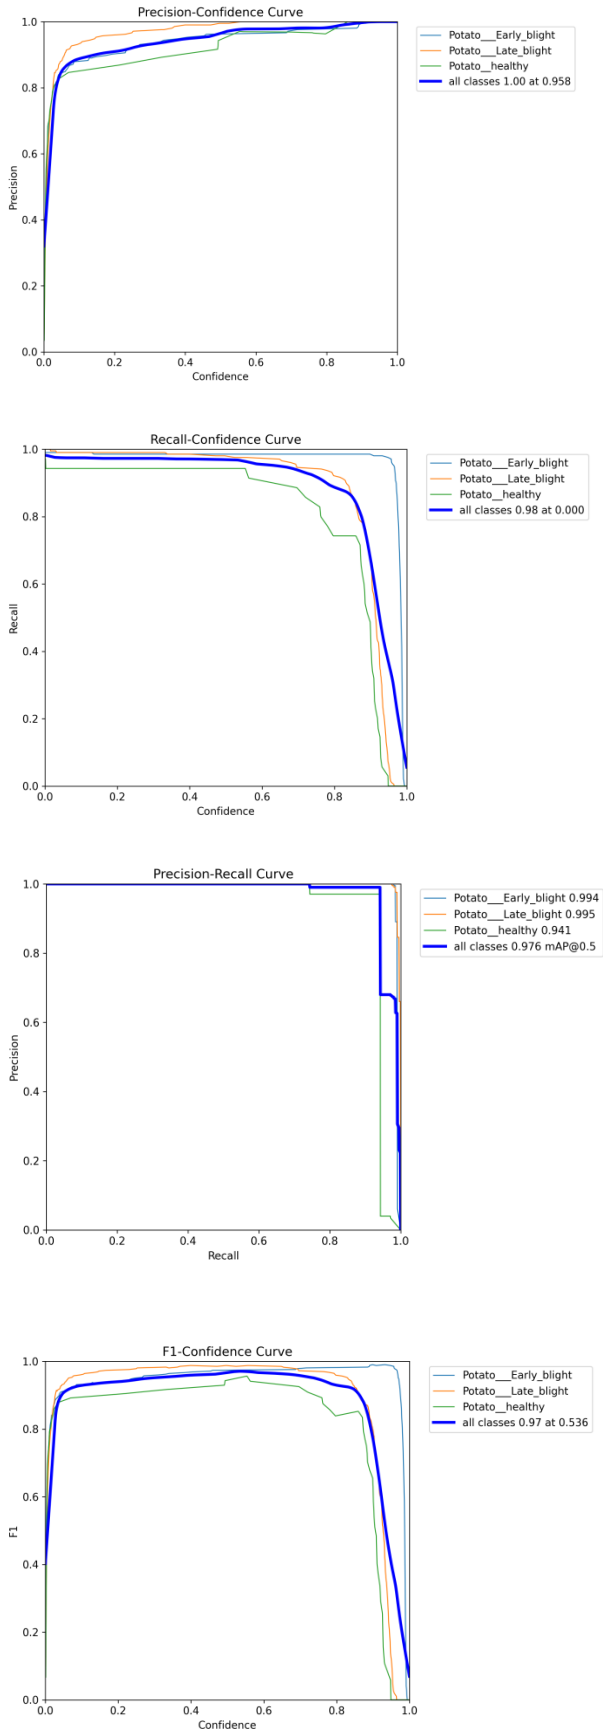 Precision-Confidence Curve
1.0
0.8
0.6
0.4
0.2
0.0
Precision
0.0 0.2 0.4 0.6 0.8 1.0
Confidence
Potato___Early_blight
Potato___Late_blight
Potato__healthy
all classes 1.00 at 0.958
Recall-Confidence Curve
1.0
0.8
0.6
0.4
0.2
0.0
Recall
0.0 0.2 0.4 0.6 0.8 1.0
Confidence
Potato___Early_blight
Potato___Late_blight
Potato__healthy
all classes 0.98 at 0.000
Precision-Recall Curve
1.0
0.8
0.6
0.4
0.2
0.0
Precision
0.0 0.2 0.4 0.6 0.8 1.0
Recall
Potato___Early_blight 0.994
Potato___Late_blight 0.995
Potato__healthy 0.941
all classes 0.976 mAP@0.5
F1-Confidence Curve
1.0
0.8
0.6
0.4
0.2
0.0
F1
0.0 0.2 0.4 0.6 0.8 1.0
Confidence
Potato___Early_blight
Potato___Late_blight
Potato__healthy
all classes 0.97 at 0.536